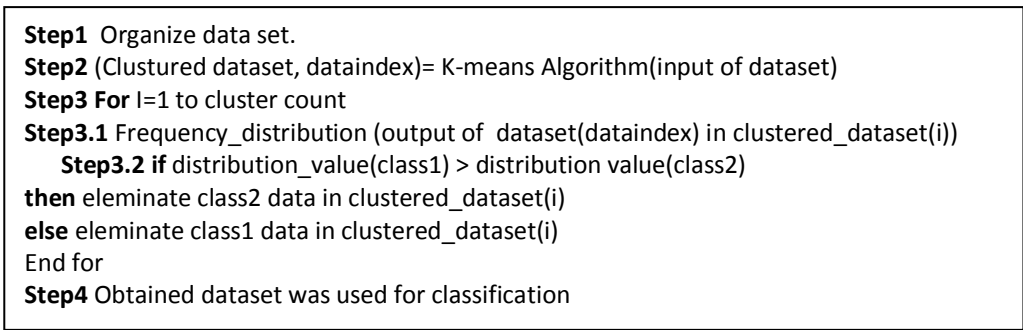 Step1 Organize data set.
Step2 (Clustured dataset, dataindex)= K-means Algorithm(input of dataset)
Step3 For I=1 to cluster count
Step3.1 Frequency_distribution (output of dataset(dataindex) in clustered_dataset(i))
Step3.2 if distribution_value(class1) > distribution value(class2)
then eleminate class2 data in clustered_dataset(i)
else eleminate class1 data in clustered_dataset(i)
End for
Step4 Obtained dataset was used for classification